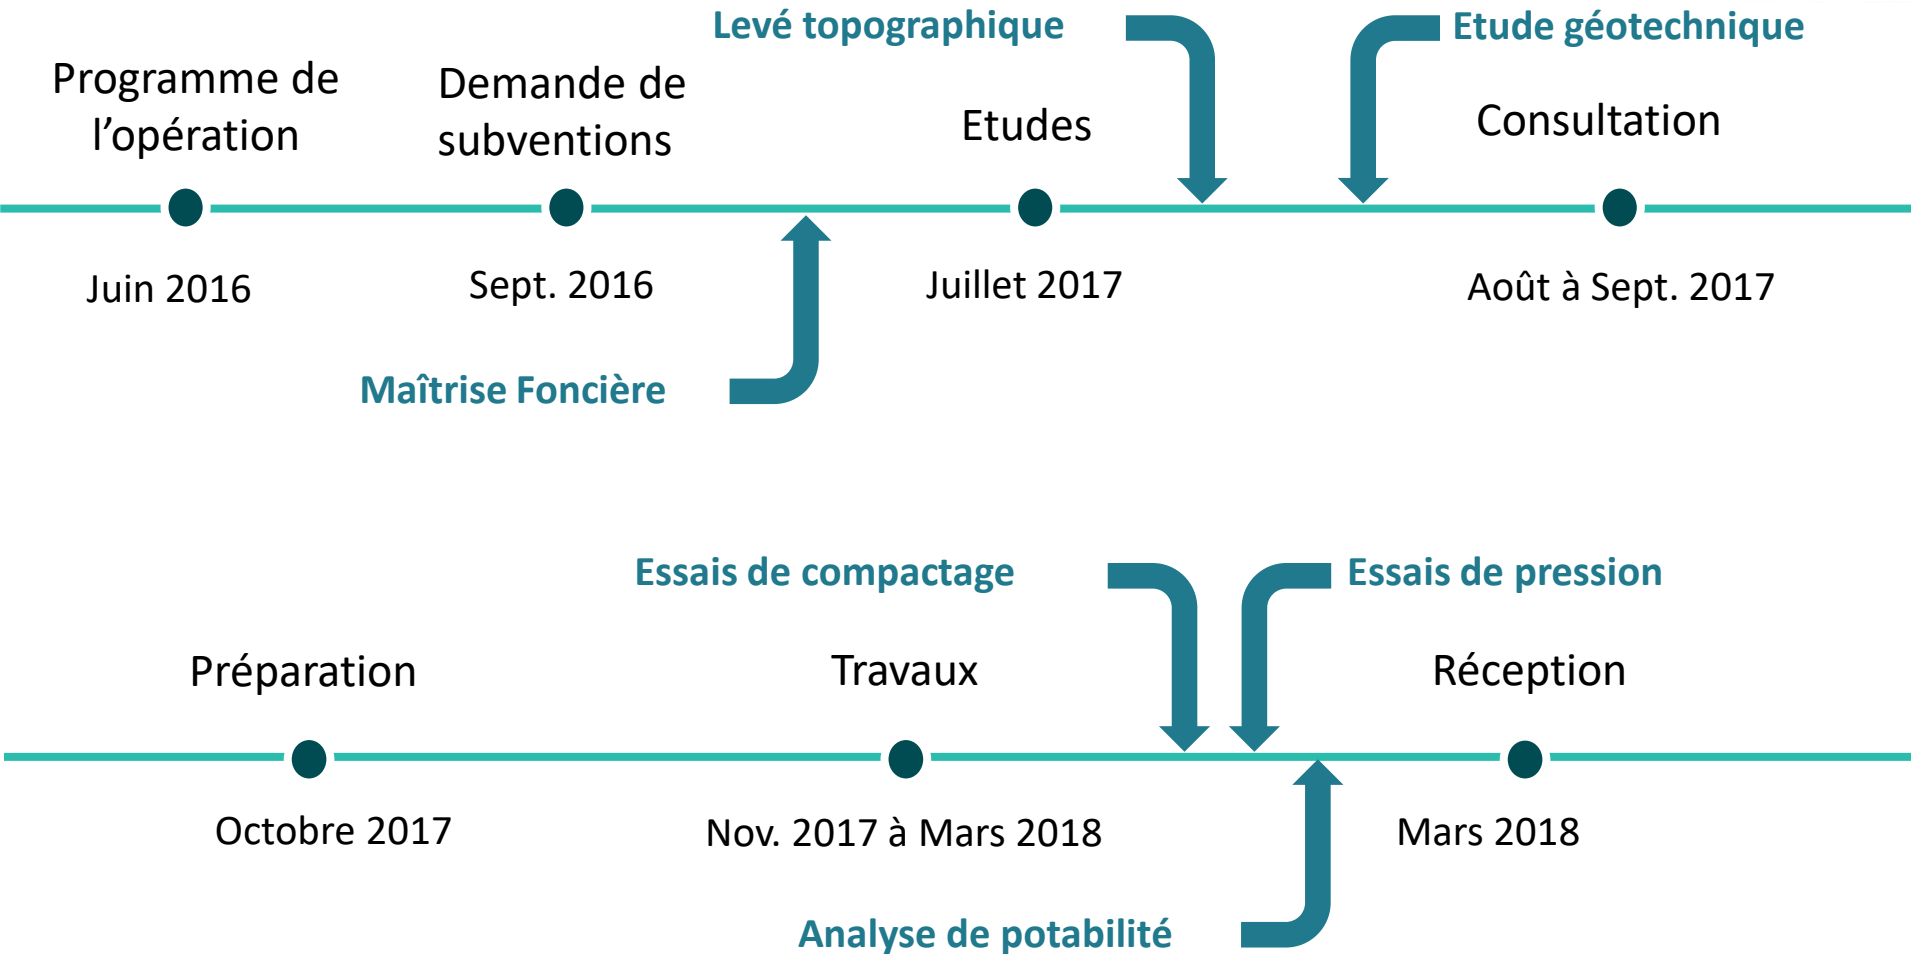 Levé topographique
Etude géotechnique
Programme de
l’opération
Demande de
subventions
Etudes
Consultation
Juin 2016
Sept. 2016
Juillet 2017
Août à Sept. 2017
Maîtrise Foncière
Essais de compactage
Essais de pression
Préparation
Travaux
Réception
Octobre 2017
Nov. 2017 à Mars 2018
Mars 2018
Analyse de potabilité